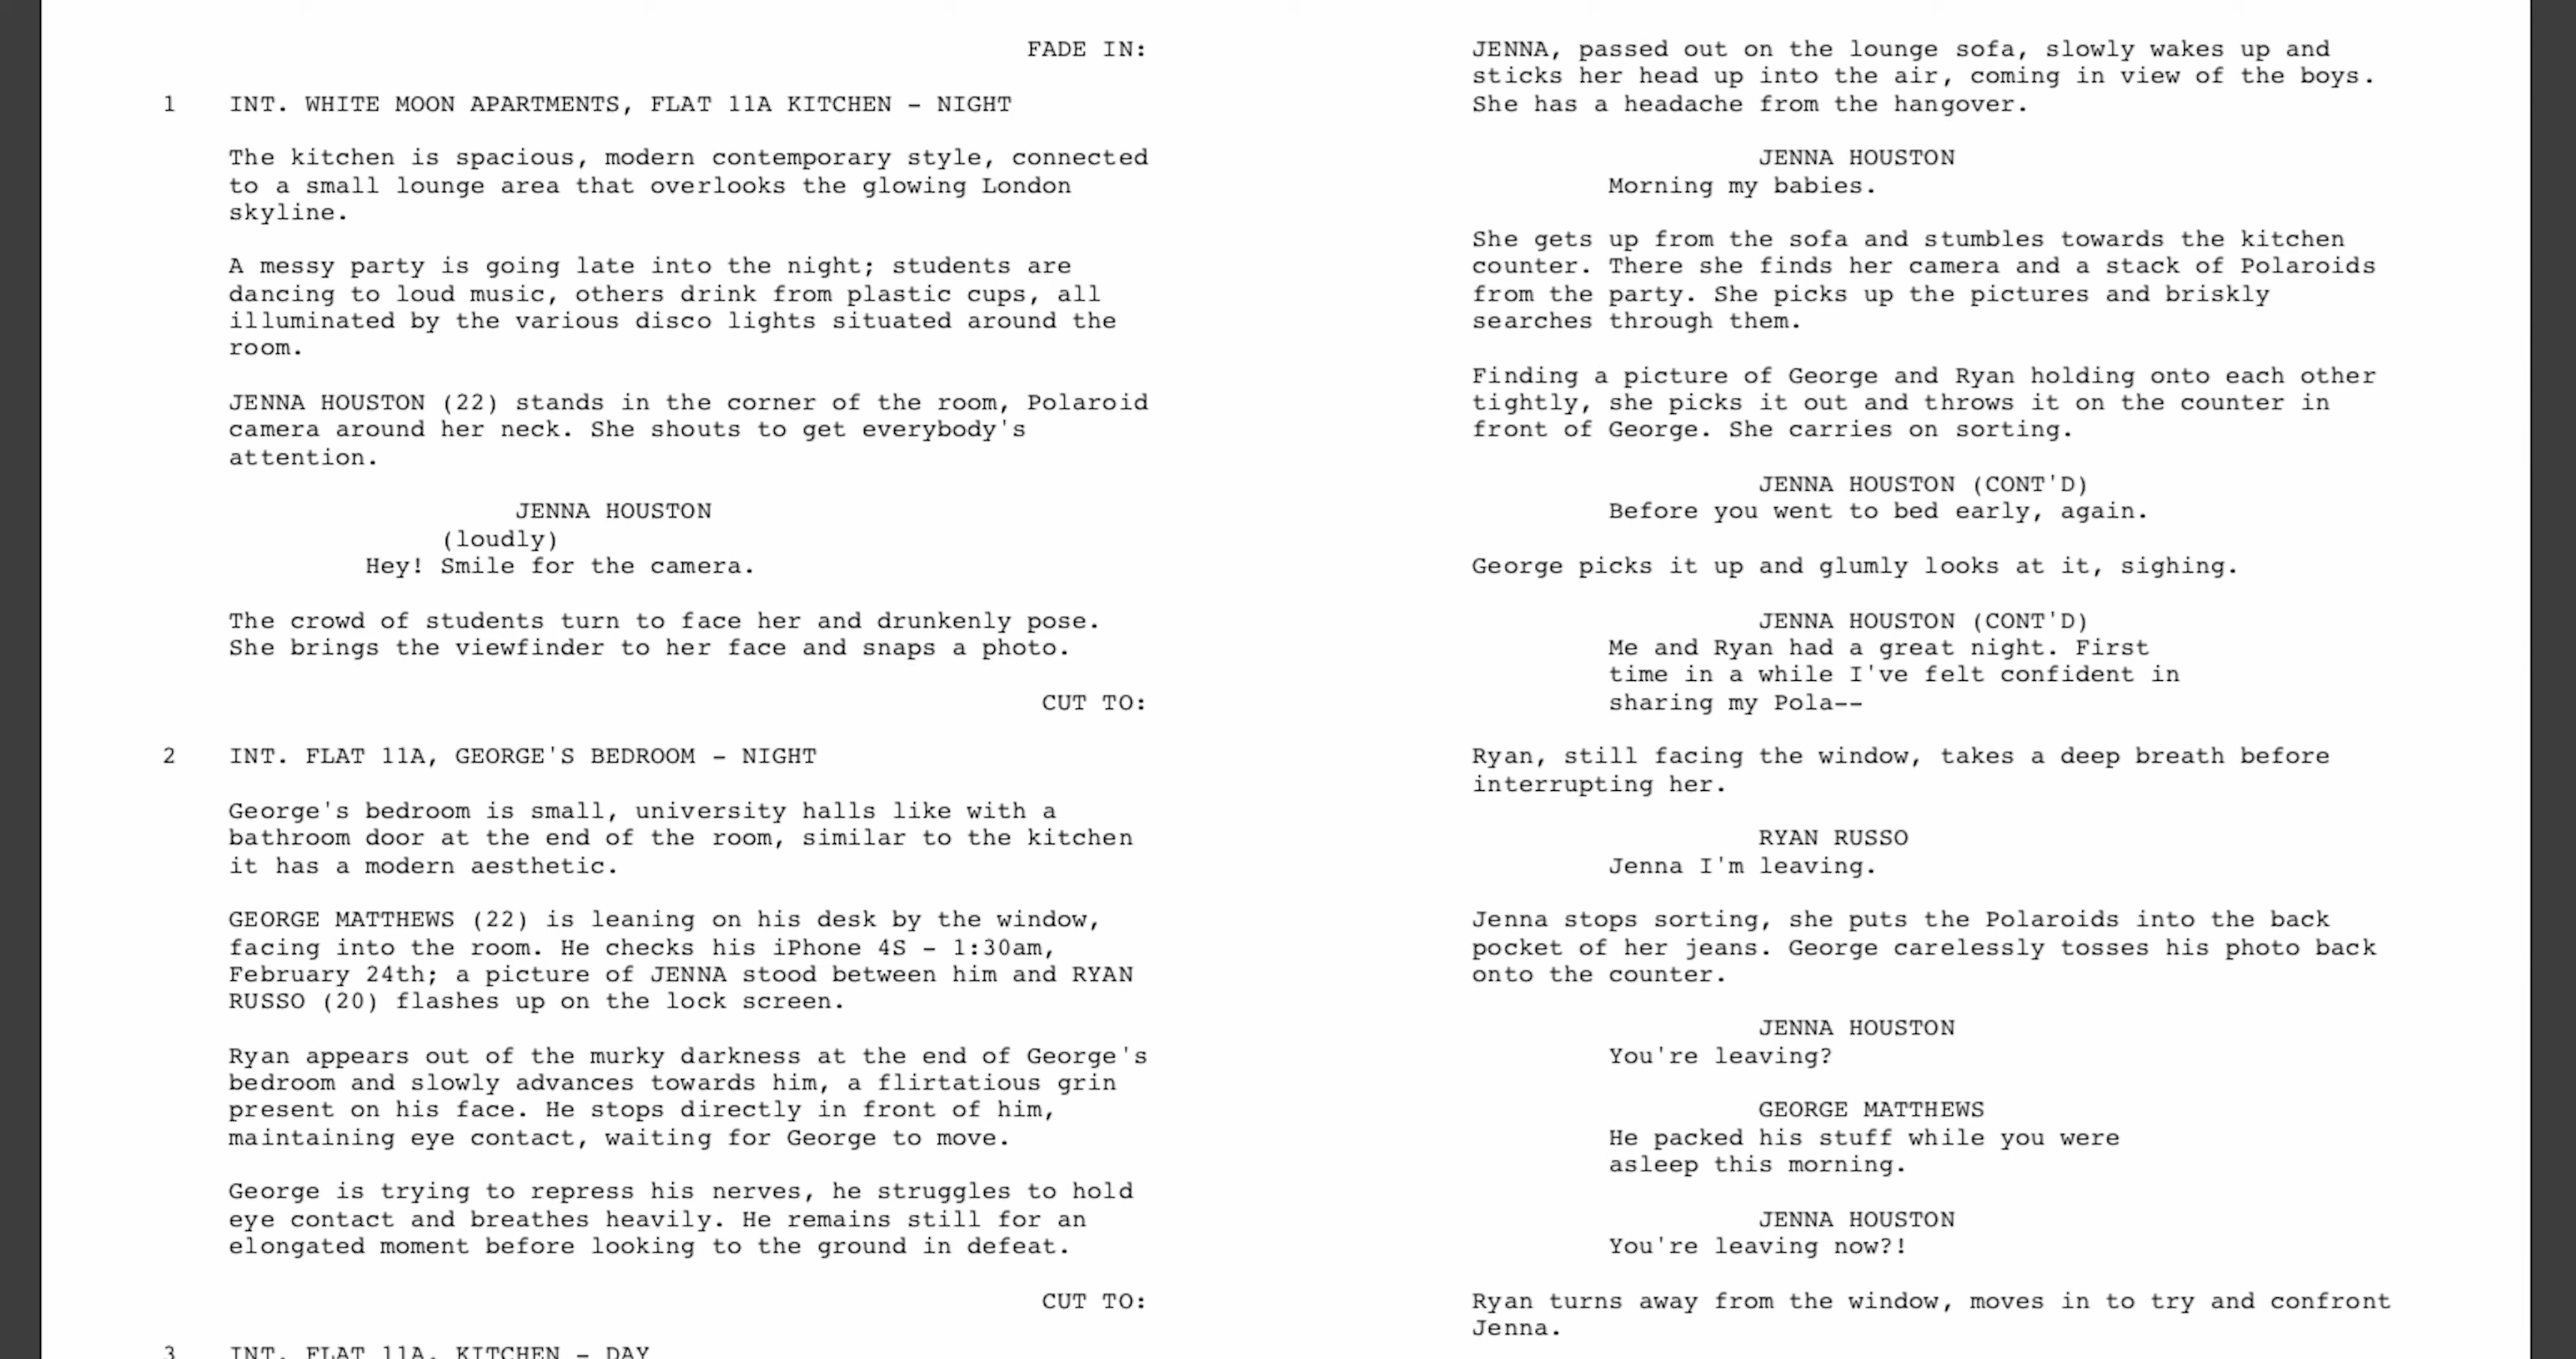 FADE IN:
1 INT. WHITE MOON APARTMENTS, FLAT 11A KITCHEN - NIGHT
The kitchen is spacious, modern contemporary style, connected
to a small lounge area that overlooks the glowing London
skyline.
A messy party is going late into the night; students are
dancing to loud music, others drink from plastic cups, all
illuminated by the various disco lights situated around the
room.
JENNA HOUSTON (22) stands in the corner of the room, Polaroid
camera around her neck. She shouts to get everybody's
attention.
JENNA HOUSTON
(loudly)
Hey! Smile for the camera.
The crowd of students turn to face her and drunkenly pose.
She brings the viewfinder to her face and snaps a photo.
CUT TO:
2 INT. FLAT 11A, GEORGE'S BEDROOM - NIGHT
George's bedroom is small, university halls like with a
bathroom door at the end of the room, similar to the kitchen
it has a modern aesthetic.
GEORGE MATTHEWS (22) is leaning on his desk by the window,
facing into the room. He checks his iPhone 4S - 1:30am,
February 24th; a picture of JENNA stood between him and RYAN
RUSSO (20) flashes up on the lock screen.
Ryan appears out of the murky darkness at the end of George's
bedroom and slowly advances towards him, a flirtatious grin
present on his face. He stops directly in front of him,
maintaining eye contact, waiting for George to move.
George is trying to repress his nerves, he struggles to hold
eye contact and breathes heavily. He remains still for an
elongated moment before looking to the ground in defeat.
CUT TO:
3 INT. FLAT 11A, KITCHEN - DAY
JENNA, passed out on the lounge sofa, slowly wakes up and
sticks her head up into the air, coming in view of the boys.
She has a headache from the hangover.
JENNA HOUSTON
Morning my babies.
She gets up from the sofa and stumbles towards the kitchen
counter. There she finds her camera and a stack of Polaroids
from the party. She picks up the pictures and briskly
searches through them.
Finding a picture of George and Ryan holding onto each other
tightly, she picks it out and throws it on the counter in
front of George. She carries on sorting.
JENNA HOUSTON (CONT'D)
Before you went to bed early, again.
George picks it up and glumly looks at it, sighing.
JENNA HOUSTON (CONT'D)
Me and Ryan had a great night. First
time in a while I've felt confident in
sharing my Pola--
Ryan, still facing the window, takes a deep breath before
interrupting her.
RYAN RUSSO
Jenna I'm leaving.
Jenna stops sorting, she puts the Polaroids into the back
pocket of her jeans. George carelessly tosses his photo back
onto the counter.
JENNA HOUSTON
You're leaving?
GEORGE MATTHEWS
He packed his stuff while you were
asleep this morning.
JENNA HOUSTON
You're leaving now?!
Ryan turns away from the window, moves in to try and confront
Jenna.